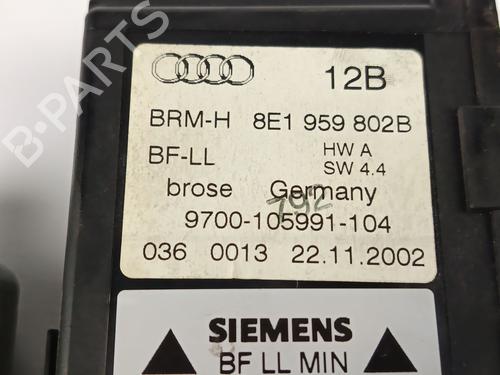 12B
BRM-H 8E1 959 802B
BF-LL HW A
SW 4.4
brose Germany
192
9700-105991-104
036 0013 22.11.2002
SIEMENS
BF LL MIN
B-PARTS